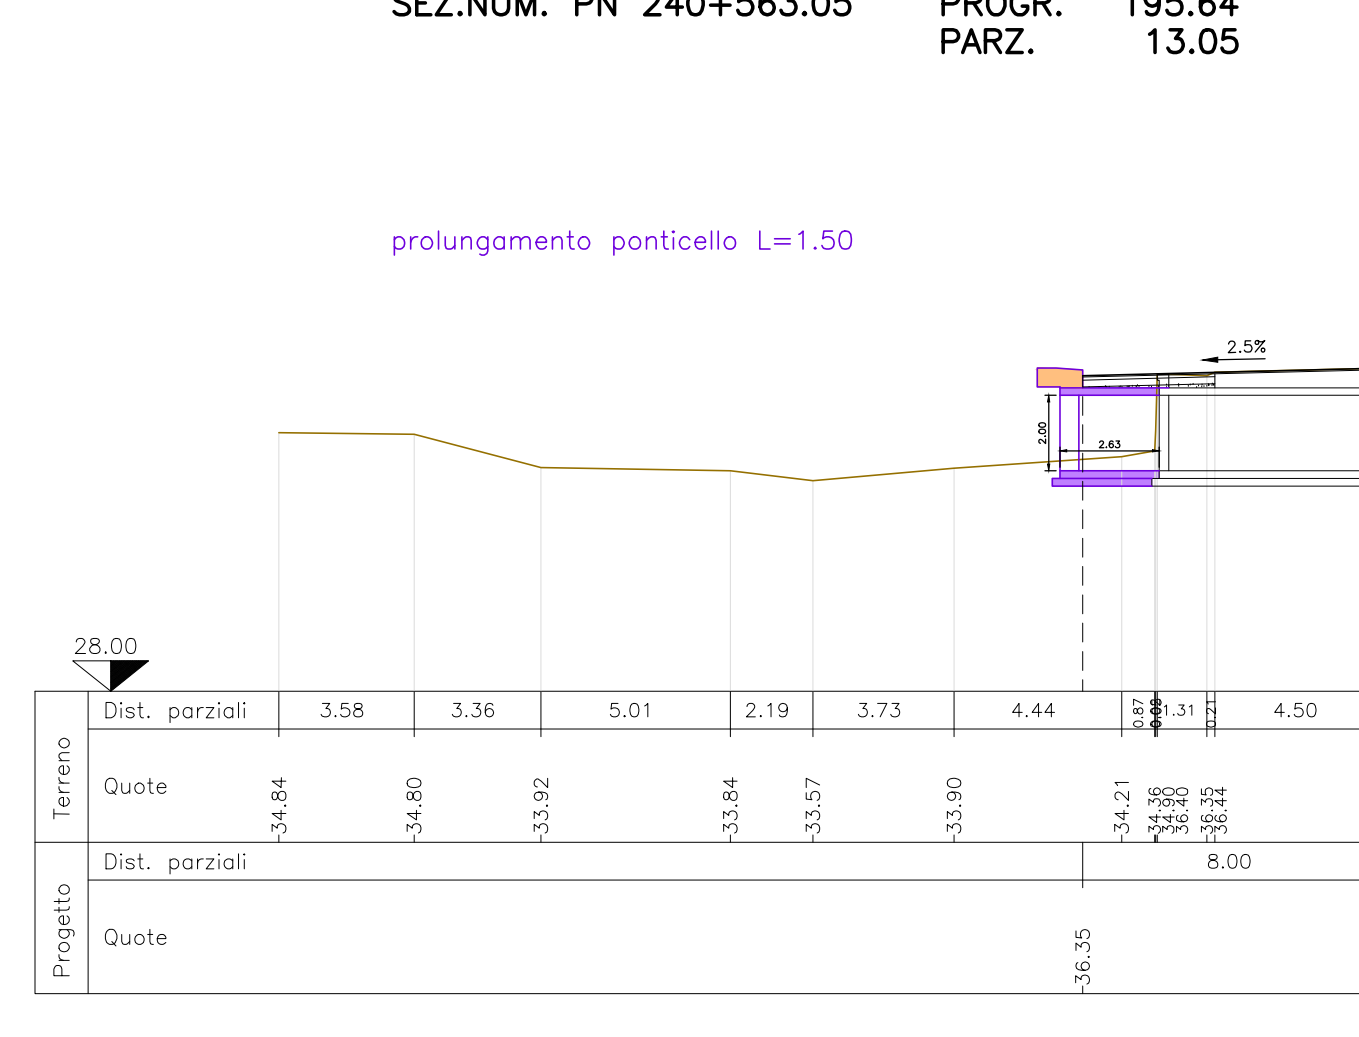 SEZ.NUM. PN 240+563.05 PROGR. 195.64
PARZ. 13.05
prolungamento ponticello L=1.50
2.5%
2.00
2.63
28.00
Terreno
Dist. parziali 3.58 3.36 5.01 2.19 3.73 4.44 0.87 1.31 0.21 4.50
Quote 34.84 34.80 33.92 33.84 33.57 33.90 34.21 34.36 34.90 36.40 36.35 36.44
Progetto
Dist. parziali 8.00
Quote 36.35